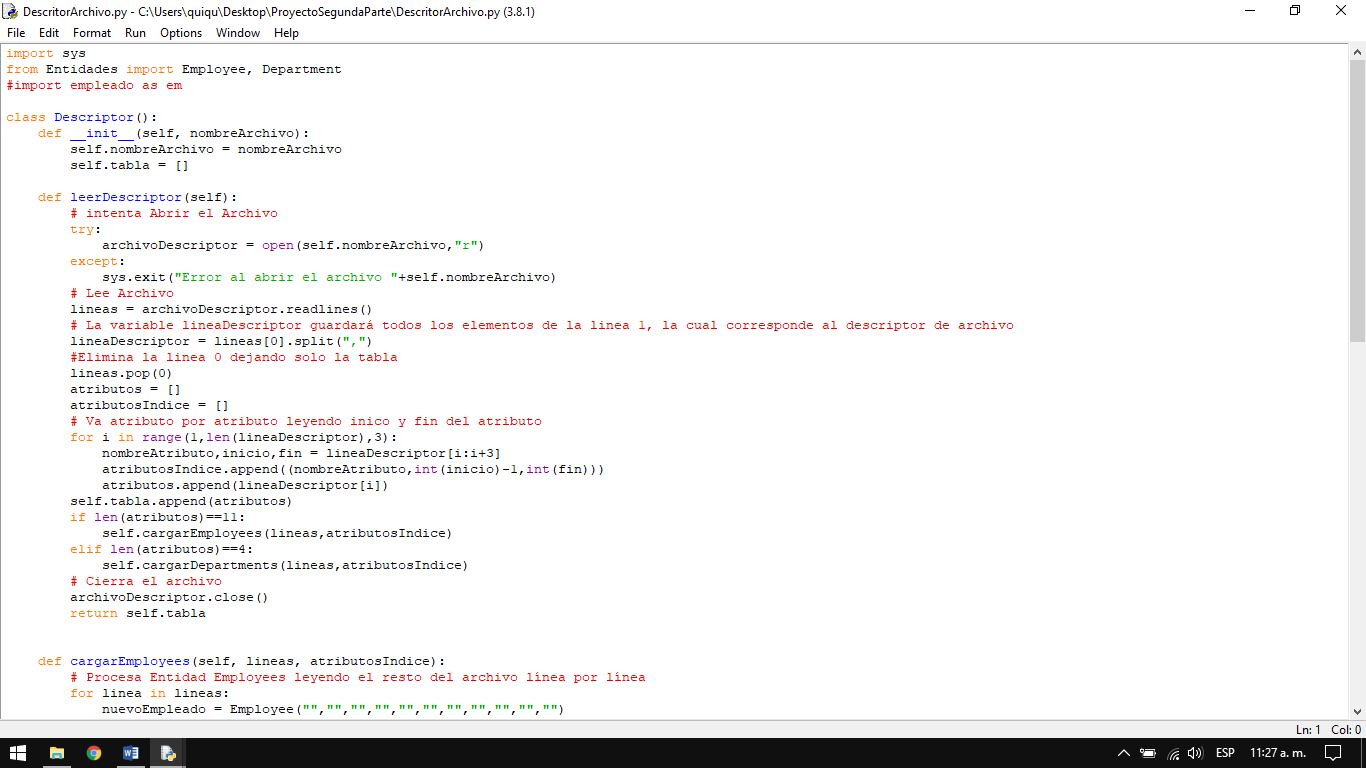 DescritorArchivo.py - C:\Users\quiqu\Desktop\ProyectoSegundaParte\DescritorArchivo.py (3.8.1)
File Edit Format Run Options Window Help
import sys
from Entidades import Employee, Department
#import empleado as em
class Descriptor():
    def __init__(self, nombreArchivo):
        self.nombreArchivo = nombreArchivo
        self.tabla = []
    def leerDescriptor(self):
        # intenta Abrir el Archivo
        try:
            archivoDescriptor = open(self.nombreArchivo,"r")
        except:
            sys.exit("Error al abrir el archivo "+self.nombreArchivo)
        # Lee Archivo
        lineas = archivoDescriptor.readlines()
        # La variable lineaDescriptor guardará todos los elementos de la linea 1, la cual corresponde al descriptor de archivo
        lineaDescriptor = lineas[0].split(",")
        #Elimina la linea 0 dejando solo la tabla
        lineas.pop(0)
        atributos = []
        atributosIndice = []
        # Va atributo por atributo leyendo inico y fin del atributo
        for i in range(1,len(lineaDescriptor),3):
            nombreAtributo,inicio,fin = lineaDescriptor[i:i+3]
            atributosIndice.append((nombreAtributo,int(inicio)-1,int(fin)))
            atributos.append(lineaDescriptor[i])
        self.tabla.append(atributos)
        if len(atributos)==11:
            self.cargarEmployees(lineas,atributosIndice)
        elif len(atributos)==4:
            self.cargarDepartments(lineas,atributosIndice)
        # Cierra el archivo
        archivoDescriptor.close()
        return self.tabla
    def cargarEmployees(self, lineas, atributosIndice):
        # Procesa Entidad Employees leyendo el resto del archivo línea por línea
        for linea in lineas:
            nuevoEmpleado = Employee("","","","","","","","","","","")
Ln: 1 Col: 0
ESP 11:27 a. m.